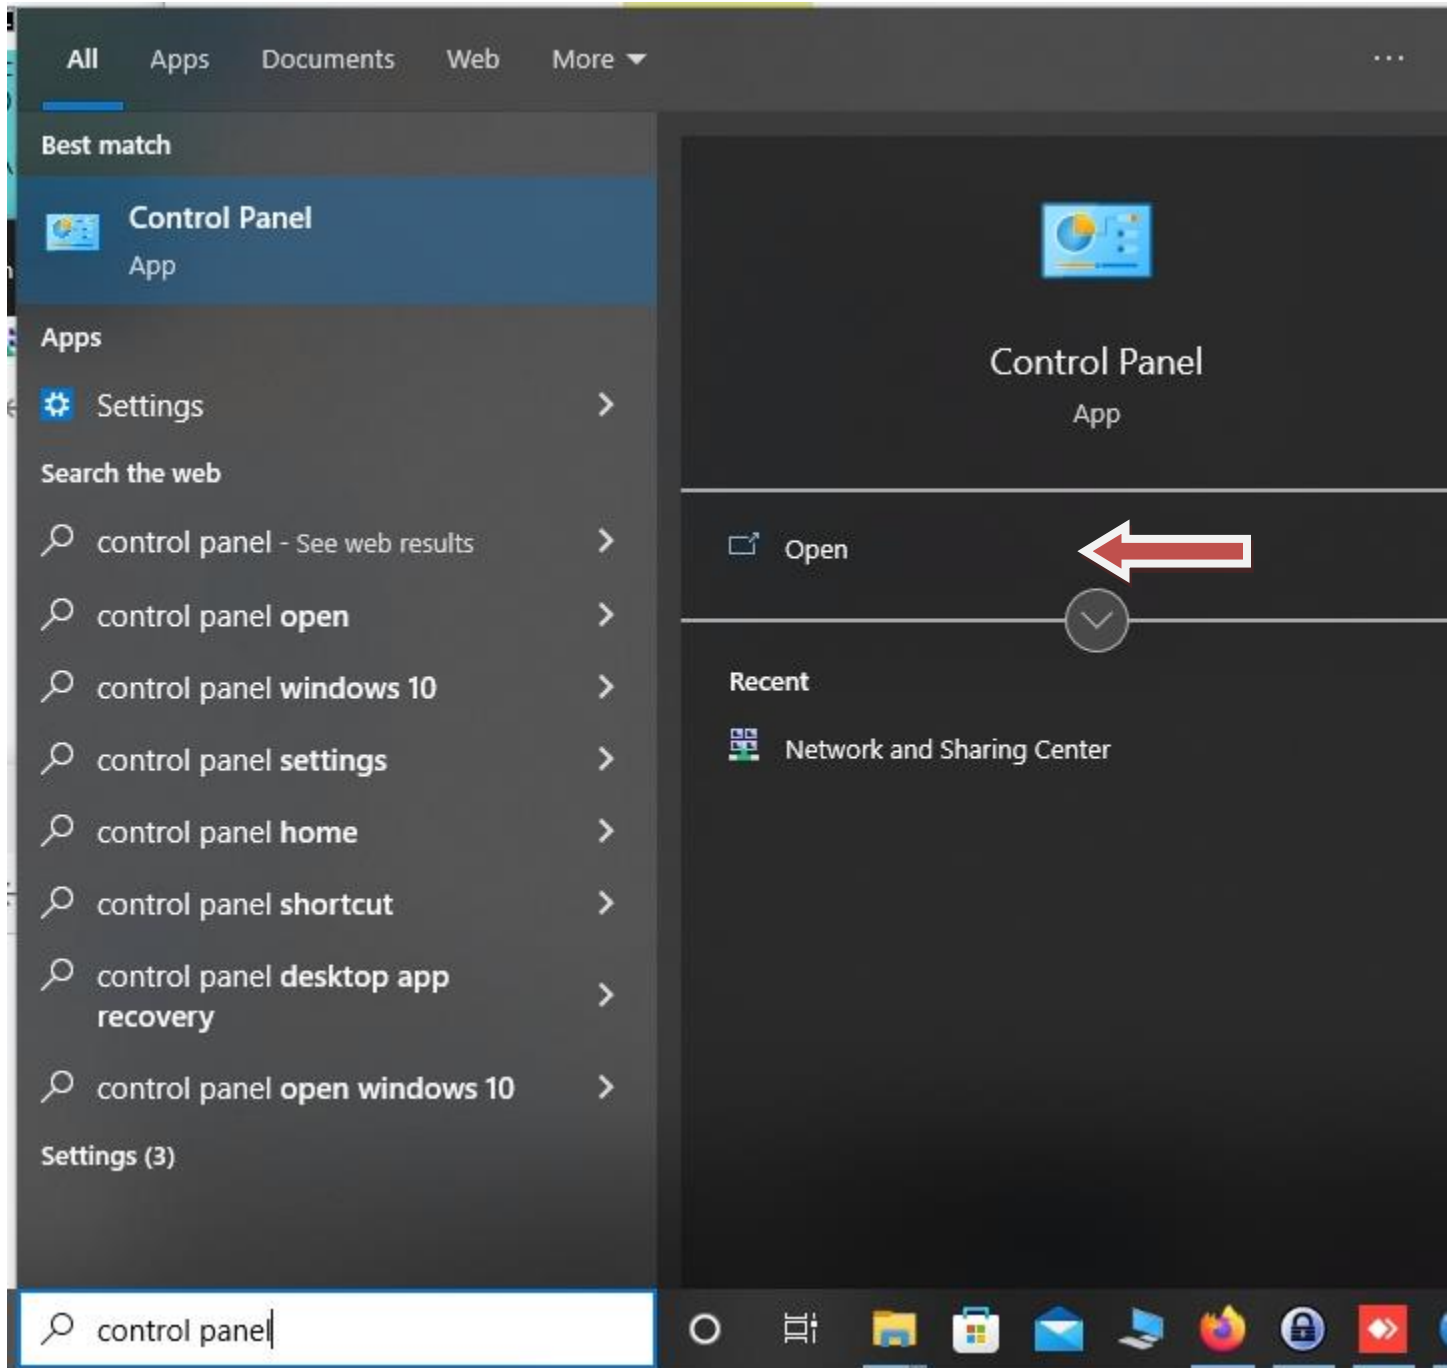 All Apps Documents Web More
Best match
Control Panel
App
Apps
Settings
Search the web
control panel - See web results
control panel open
control panel windows 10
control panel settings
control panel home
control panel shortcut
control panel desktop app
recovery
control panel open windows 10
Settings (3)
control panel
Control Panel
App
Open
Recent
Network and Sharing Center